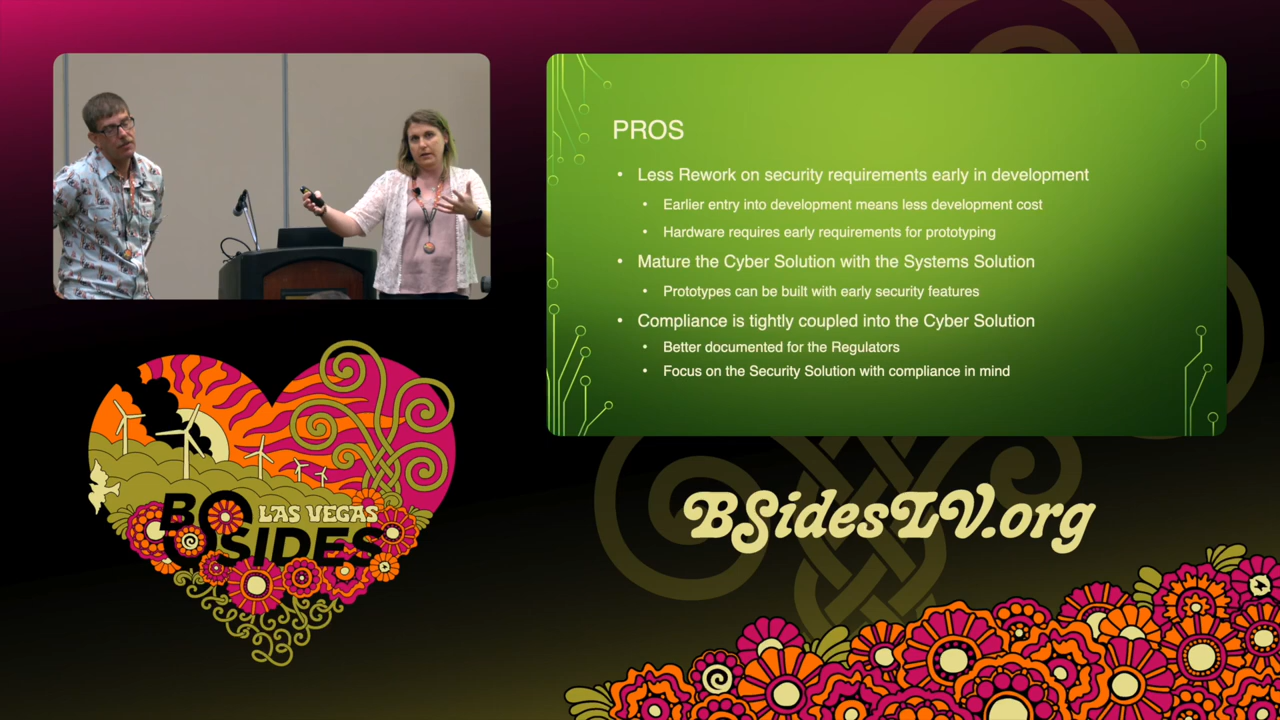 PROS
• Less Rework on security requirements early in development
• Earlier entry into development means less development cost
• Hardware requires early requirements for prototyping
• Mature the Cyber Solution with the Systems Solution
• Prototypes can be built with early security features
• Compliance is tightly coupled into the Cyber Solution
• Better documented for the Regulators
• Focus on the Security Solution with compliance in mind
LAS VEGAS
BSIDES
BSidesLV.org